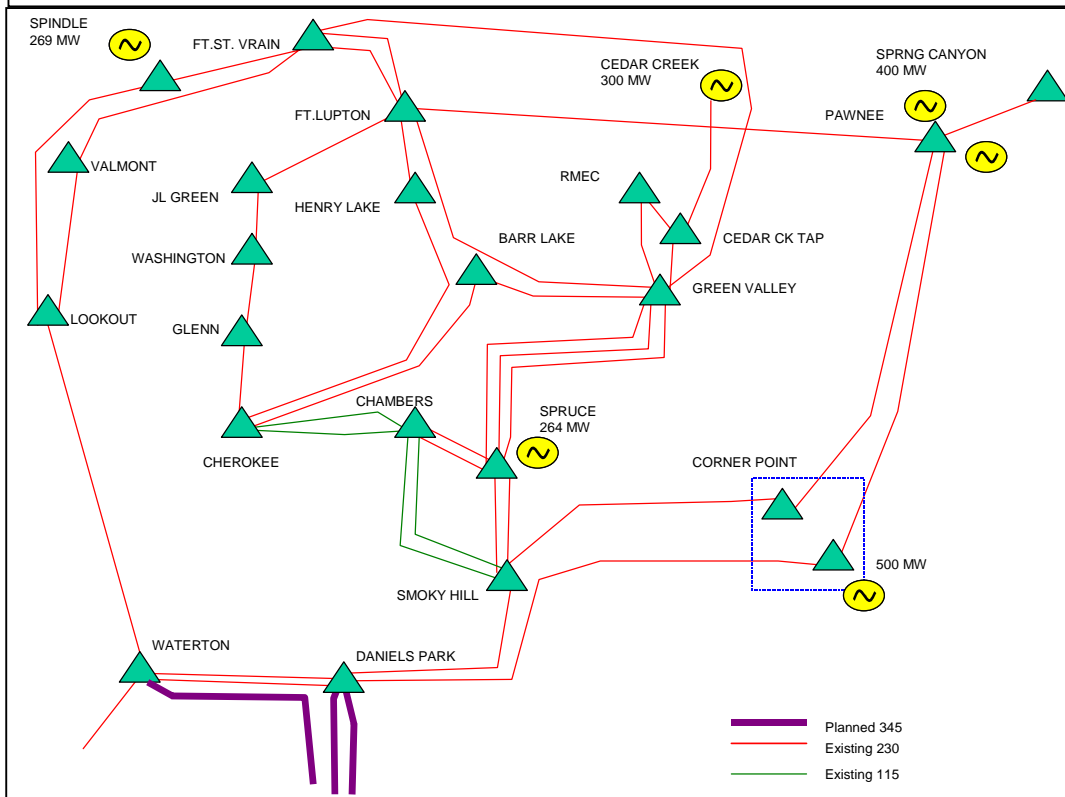 SPINDLE
269 MW
FT.ST. VRAIN
CEDAR CREEK
300 MW
SPRNG CANYON
400 MW
FT.LUPTON
PAWNEE
VALMONT
JL GREEN
HENRY LAKE
RMEC
BARR LAKE
CEDAR CK TAP
WASHINGTON
GREEN VALLEY
LOOKOUT
GLENN
CHAMBERS
SPRUCE
264 MW
CHEROKEE
CORNER POINT
500 MW
SMOKY HILL
WATERTON
DANIELS PARK
Planned 345
Existing 230
Existing 115